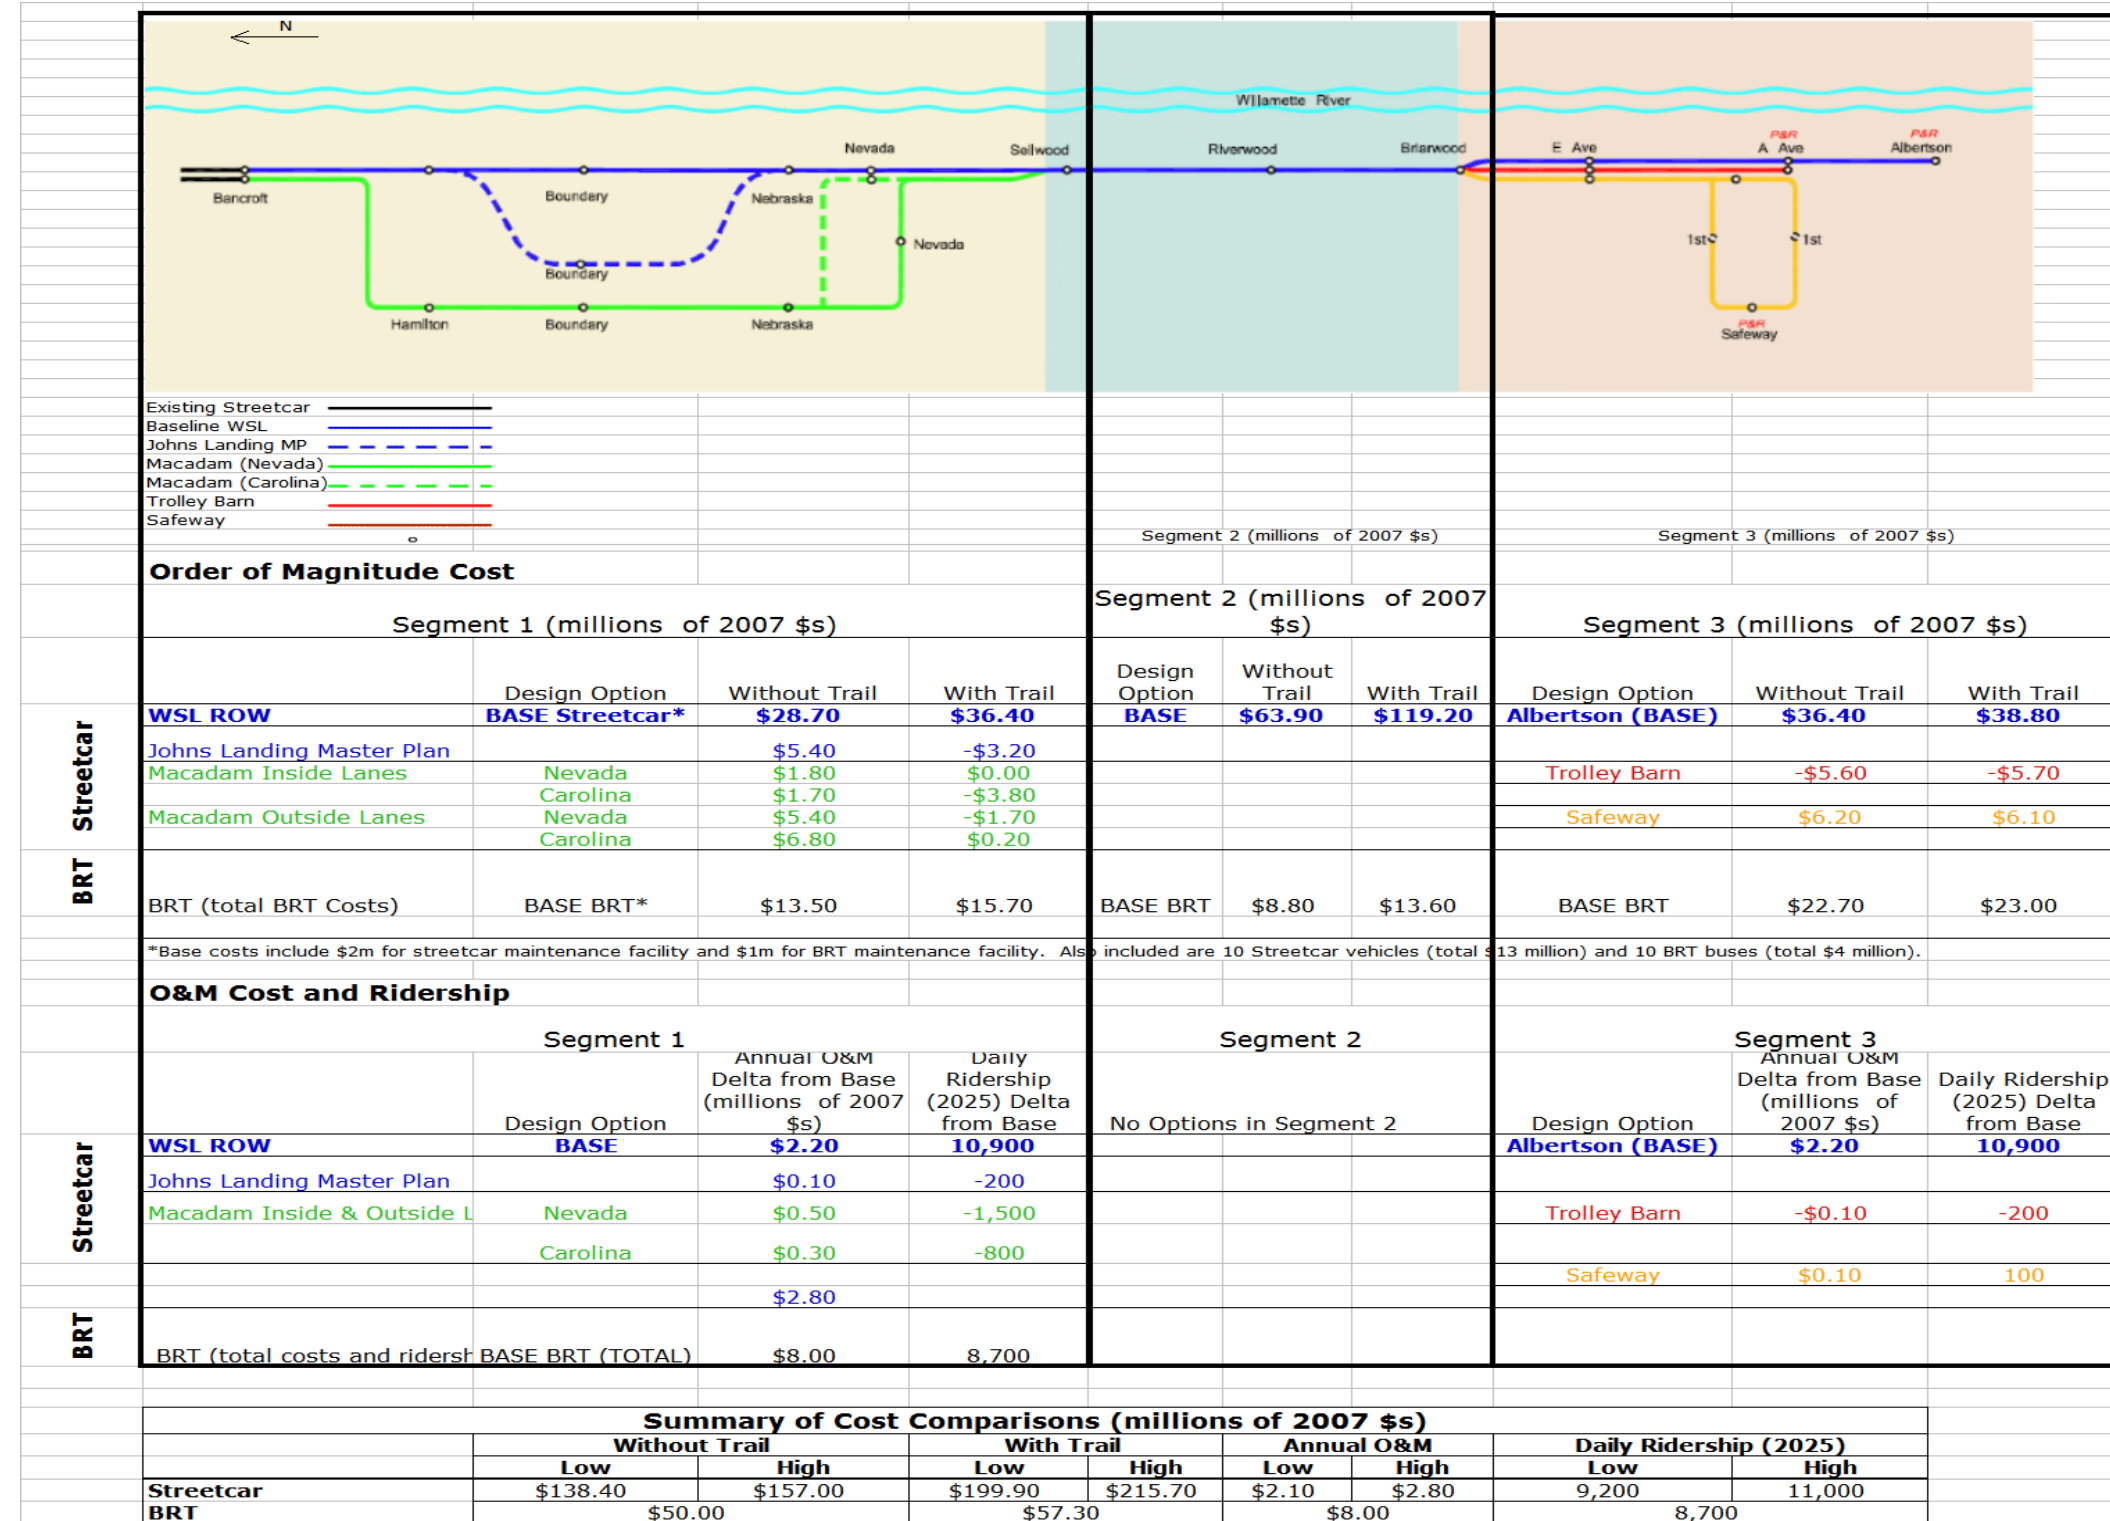 N
Willamette River
Nevada
Sellwood
Riverwood
Briarwood
E Ave
P&R
A Ave
P&R
Albertson
Bancroft
Boundary
Nebraska
Nevada
1st
1st
Boundary
Hamilton
Boundary
Nebraska
P&R
Safeway
Existing Streetcar
Baseline WSL
Johns Landing MP
Macadam (Nevada)
Macadam (Carolina)
Trolley Barn
Safeway
Segment 2 (millions of 2007 $s) Segment 3 (millions of 2007 $s)
Order of Magnitude Cost
Segment 1 (millions of 2007 $s) Segment 2 (millions of 2007 $s) Segment 3 (millions of 2007 $s)
Design Option Without Trail With Trail Design Option Without Trail With Trail Design Option Without Trail With Trail
Streetcar
WSL ROW BASE Streetcar* $28.70 $36.40 BASE $63.90 $119.20 Albertson (BASE) $36.40 $38.80
Johns Landing Master Plan $5.40 -$3.20
Macadam Inside Lanes Nevada $1.80 $0.00 Trolley Barn -$5.60 -$5.70
Carolina $1.70 -$3.80
Macadam Outside Lanes Nevada $5.40 -$1.70 Safeway $6.20 $6.10
Carolina $6.80 $0.20
BRT
BRT (total BRT Costs) BASE BRT* $13.50 $15.70 BASE BRT $8.80 $13.60 BASE BRT $22.70 $23.00
*Base costs include $2m for streetcar maintenance facility and $1m for BRT maintenance facility. Also included are 10 Streetcar vehicles (total $13 million) and 10 BRT buses (total $4 million).
O&M Cost and Ridership
Segment 1 Segment 2 Segment 3
Design Option Annual O&M Delta from Base (millions of 2007 $s) Daily Ridership (2025) Delta from Base No Options in Segment 2 Design Option Annual O&M Delta from Base (millions of 2007 $s) Daily Ridership (2025) Delta from Base
Streetcar
WSL ROW BASE $2.20 10,900 Albertson (BASE) $2.20 10,900
Johns Landing Master Plan $0.10 -200
Macadam Inside & Outside L Nevada $0.50 -1,500 Trolley Barn -$0.10 -200
Carolina $0.30 -800
Safeway $0.10 100
$2.80
BRT
BRT (total costs and ridersh BASE BRT (TOTAL) $8.00 8,700
Summary of Cost Comparisons (millions of 2007 $s)
Without Trail With Trail Annual O&M Daily Ridership (2025)
Low High Low High Low High Low High
Streetcar $138.40 $157.00 $199.90 $215.70 $2.10 $2.80 9,200 11,000
BRT $50.00 $57.30 $8.00 8,700